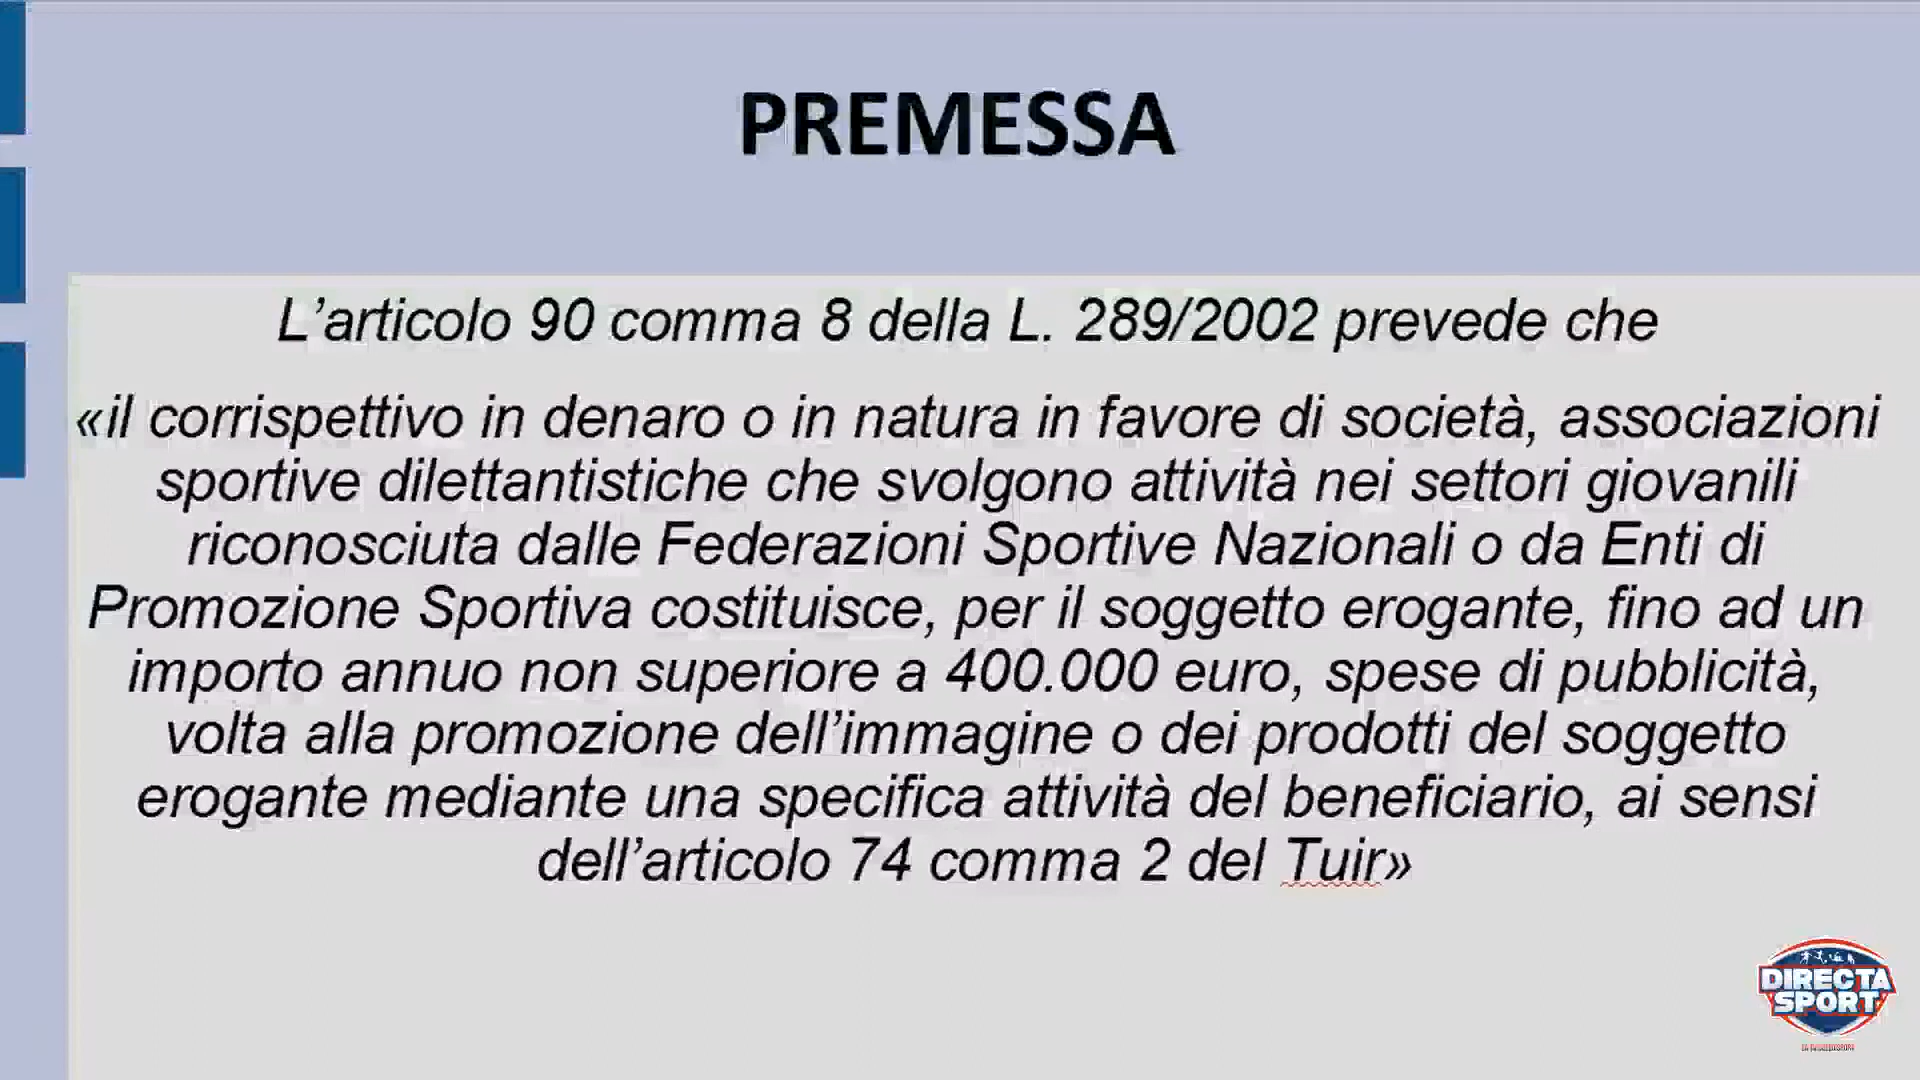 PREMESSA
L’articolo 90 comma 8 della L. 289/2002 prevede che
«il corrispettivo in denaro o in natura in favore di società, associazioni
sportive dilettantistiche che svolgono attività nei settori giovanili
riconosciuta dalle Federazioni Sportive Nazionali o da Enti di
Promozione Sportiva costituisce, per il soggetto erogante, fino ad un
importo annuo non superiore a 400.000 euro, spese di pubblicità,
volta alla promozione dell’immagine o dei prodotti del soggetto
erogante mediante una specifica attività del beneficiario, ai sensi
dell’articolo 74 comma 2 del Tuir»
DIRECTA
SPORT